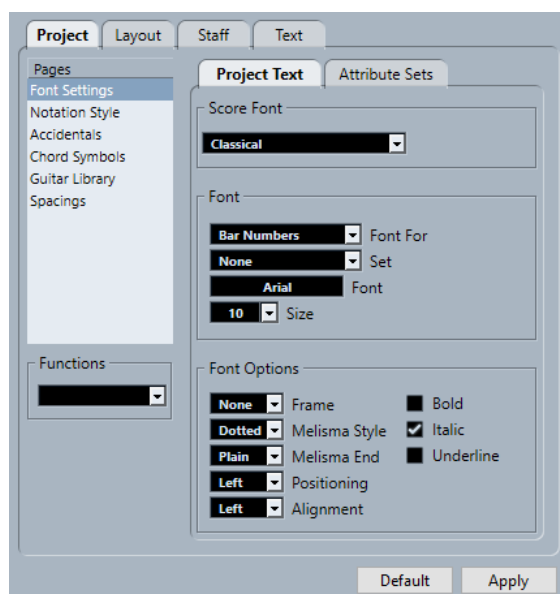 Project Layout Staff Text
Pages
Font Settings
Notation Style
Accidentals
Chord Symbols
Guitar Library
Spacings
Functions
Project Text Attribute Sets
Score Font
Classical
Font
Bar Numbers Font For
None Set
Arial Font
10 Size
Font Options
None Frame Bold
Dotted Melisma Style Italic
Plain Melisma End Underline
Left Positioning
Left Alignment
Default Apply